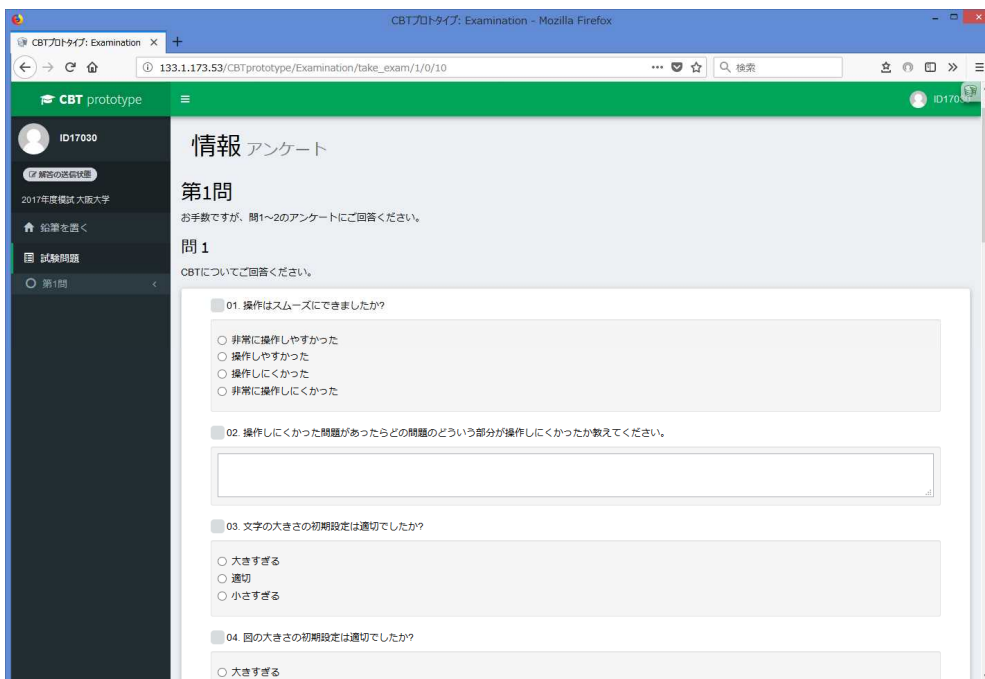 CBTプロトタイプ: Examination - Mozilla Firefox
CBTプロトタイプ: Examination × +
133.1.173.53/CBTprototype/Examination/take_exam/1/0/10
検索
CBT prototype
ID1703
ID17030
解答の送信状態
2017年度模試 大阪大学
鉛筆を置く
試験問題
第1問
情報 アンケート
第1問
お手数ですが、問1～2のアンケートにご回答ください。
問 1
CBTについてご回答ください。
01. 操作はスムーズにできましたか?
非常に操作しやすかった
操作しやすかった
操作しにくかった
非常に操作しにくかった
02. 操作しにくかった問題があったらどの問題のどういう部分が操作しにくかったか教えてください。
03. 文字の大きさの初期設定は適切でしたか?
大きすぎる
適切
小さすぎる
04. 図の大きさの初期設定は適切でしたか?
大きすぎる